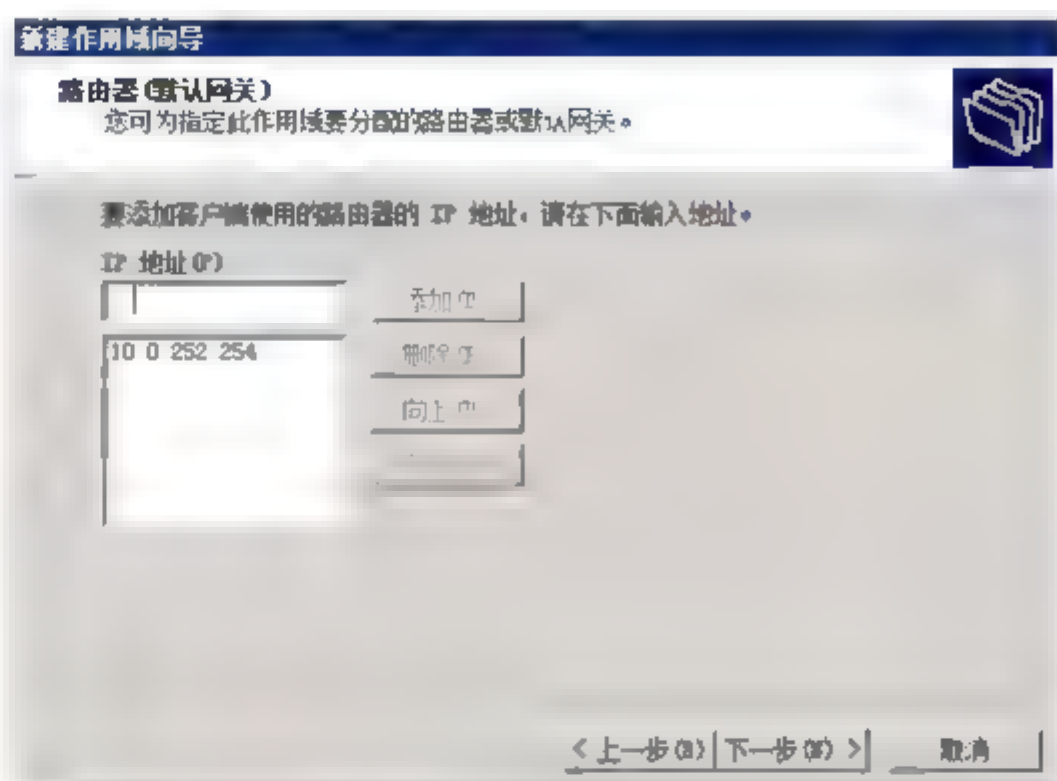 新建作用域向导
路由器(默认网关)
您可为指定此作用域要分配的路由器或默认网关。
要添加客户端使用的路由器的 IP 地址，请在下面输入地址。
IP 地址(P)
添加
10 0 252 254
删除
向上
< 上一步(B) 下一步(N) > 取消